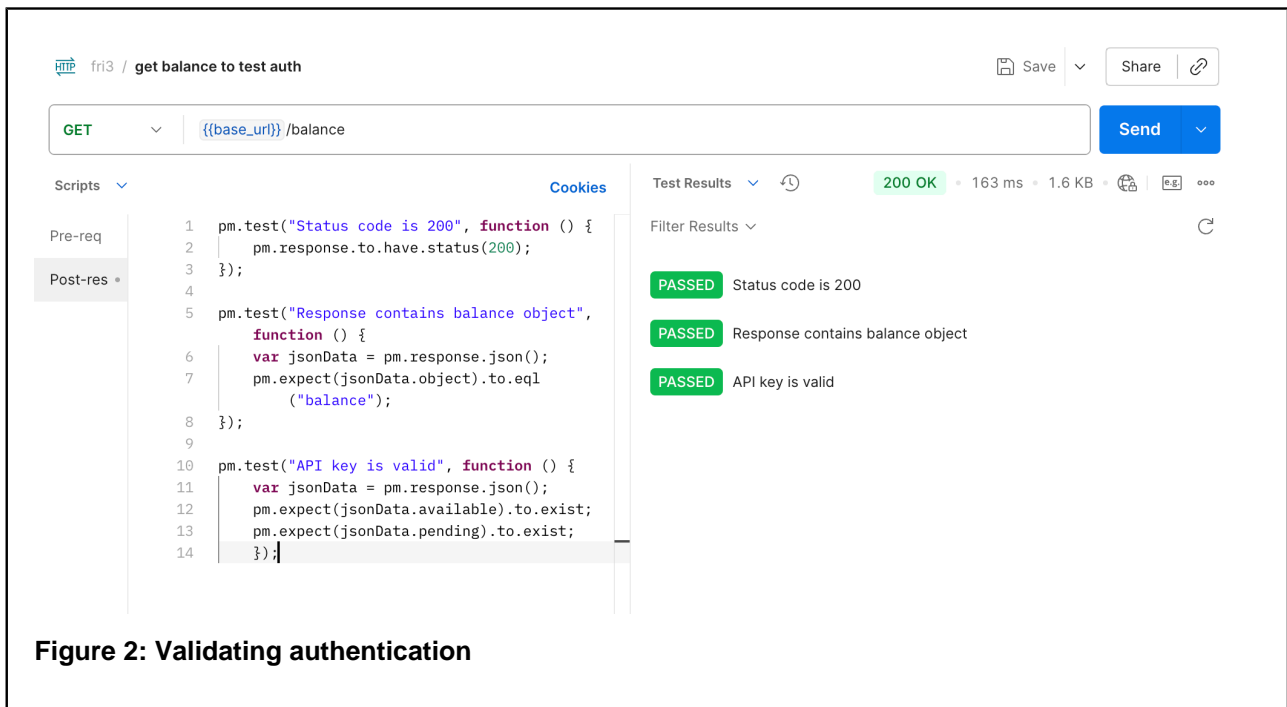 HTTP fri3 / get balance to test auth Save Share
GET {{base_url}} /balance Send
Scripts Cookies
Pre-req
Post-res
1 pm.test("Status code is 200", function () {
2 pm.response.to.have.status(200);
3 });
4
5 pm.test("Response contains balance object",
function () {
6 var jsonData = pm.response.json();
7 pm.expect(jsonData.object).to.eql
("balance");
8 });
9
10 pm.test("API key is valid", function () {
11 var jsonData = pm.response.json();
12 pm.expect(jsonData.available).to.exist;
13 pm.expect(jsonData.pending).to.exist;
14 });
Test Results 200 OK • 163 ms • 1.6 KB • e.g.
Filter Results
PASSED Status code is 200
PASSED Response contains balance object
PASSED API key is valid
Figure 2: Validating authentication